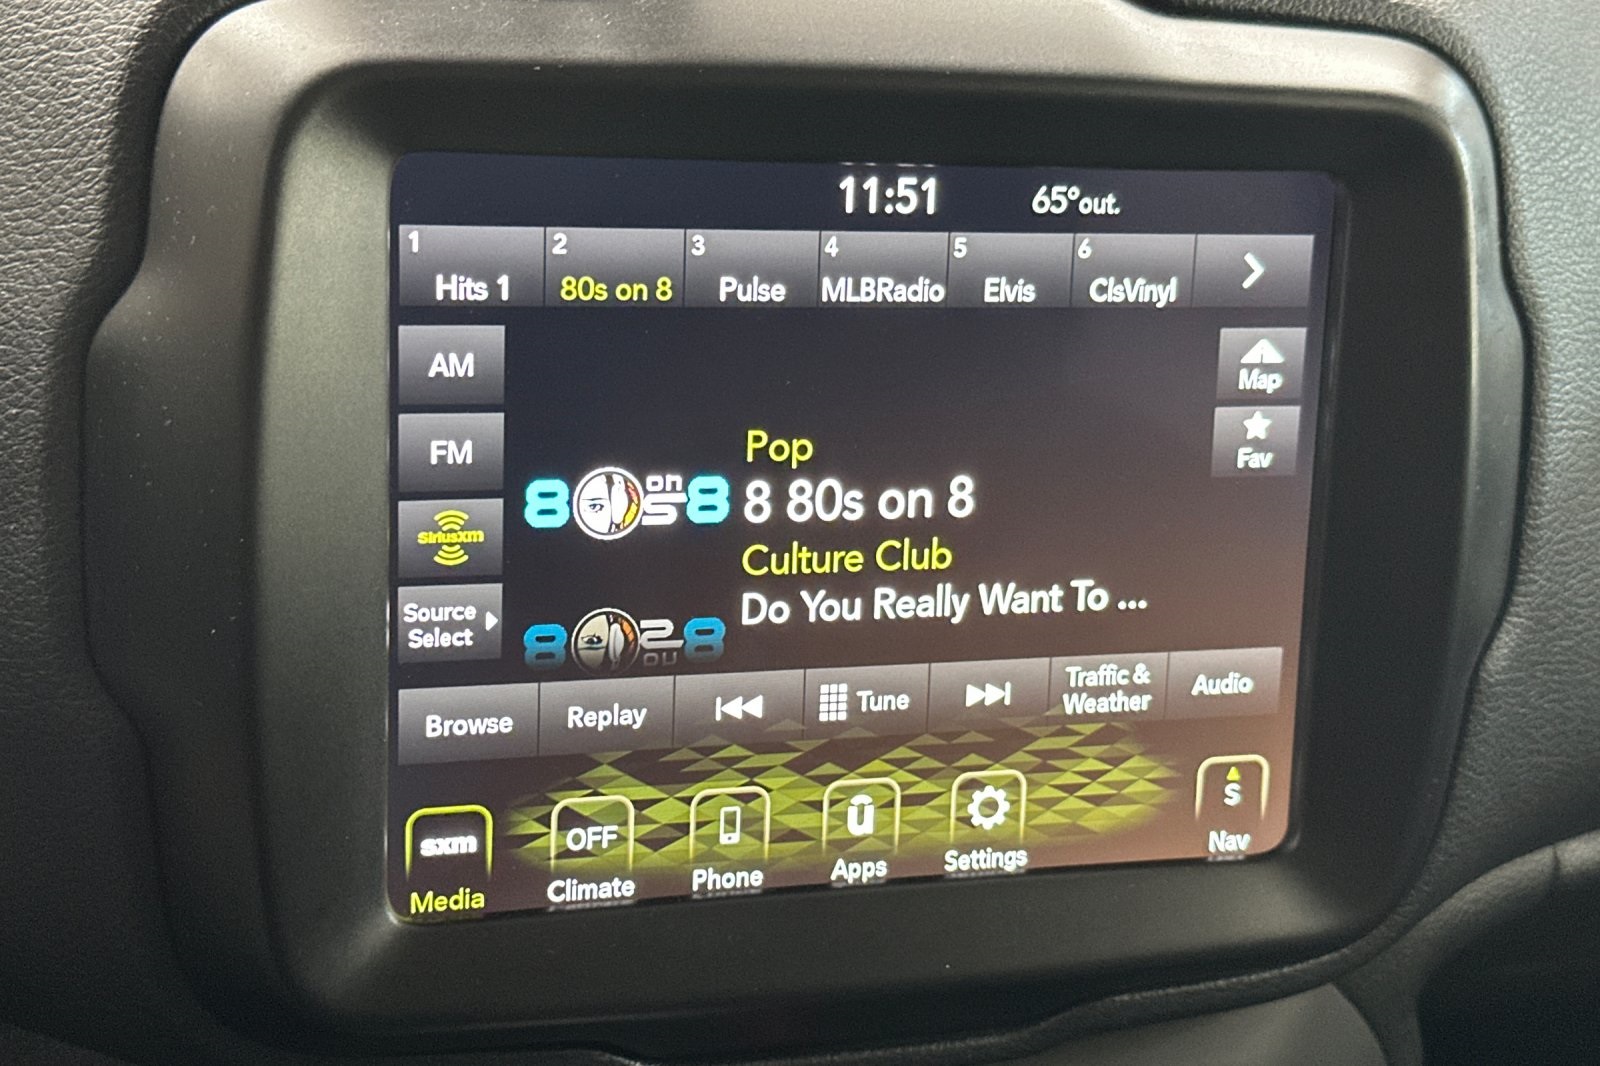 11:51 65°out.
1 2 3 4 5 6
Hits 1 80s on 8 Pulse MLBRadio Elvis ClsVinyl
AM
Map
FM
Fav
Pop
8 80s on 8
80s on 8
SiriusXM
Culture Club
Do You Really Want To ...
Source
Select
Browse Replay Tune Traffic &
Weather Audio
sxm OFF S
Media Climate Phone Apps Settings Nav